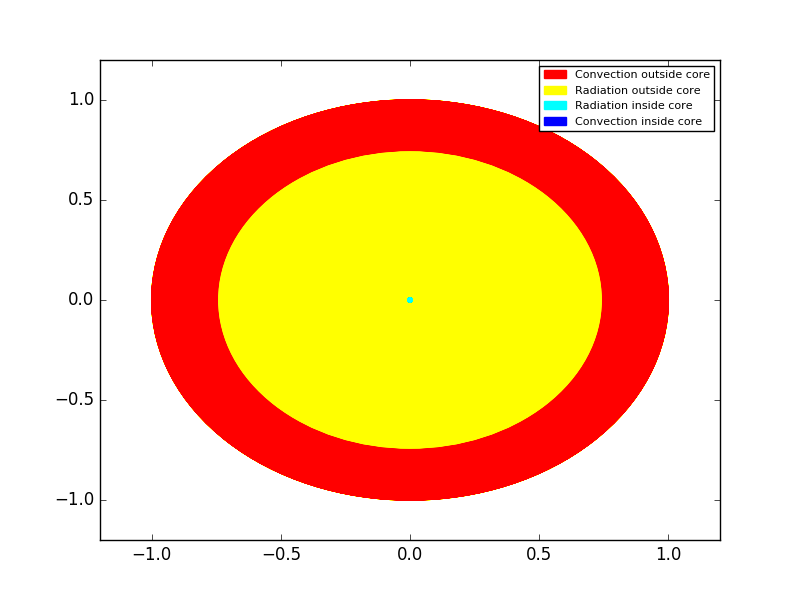 Convection outside core
Radiation outside core
Radiation inside core
Convection inside core
1.0
0.5
0.0
−0.5
−1.0
−1.0
−0.5
0.0
0.5
1.0